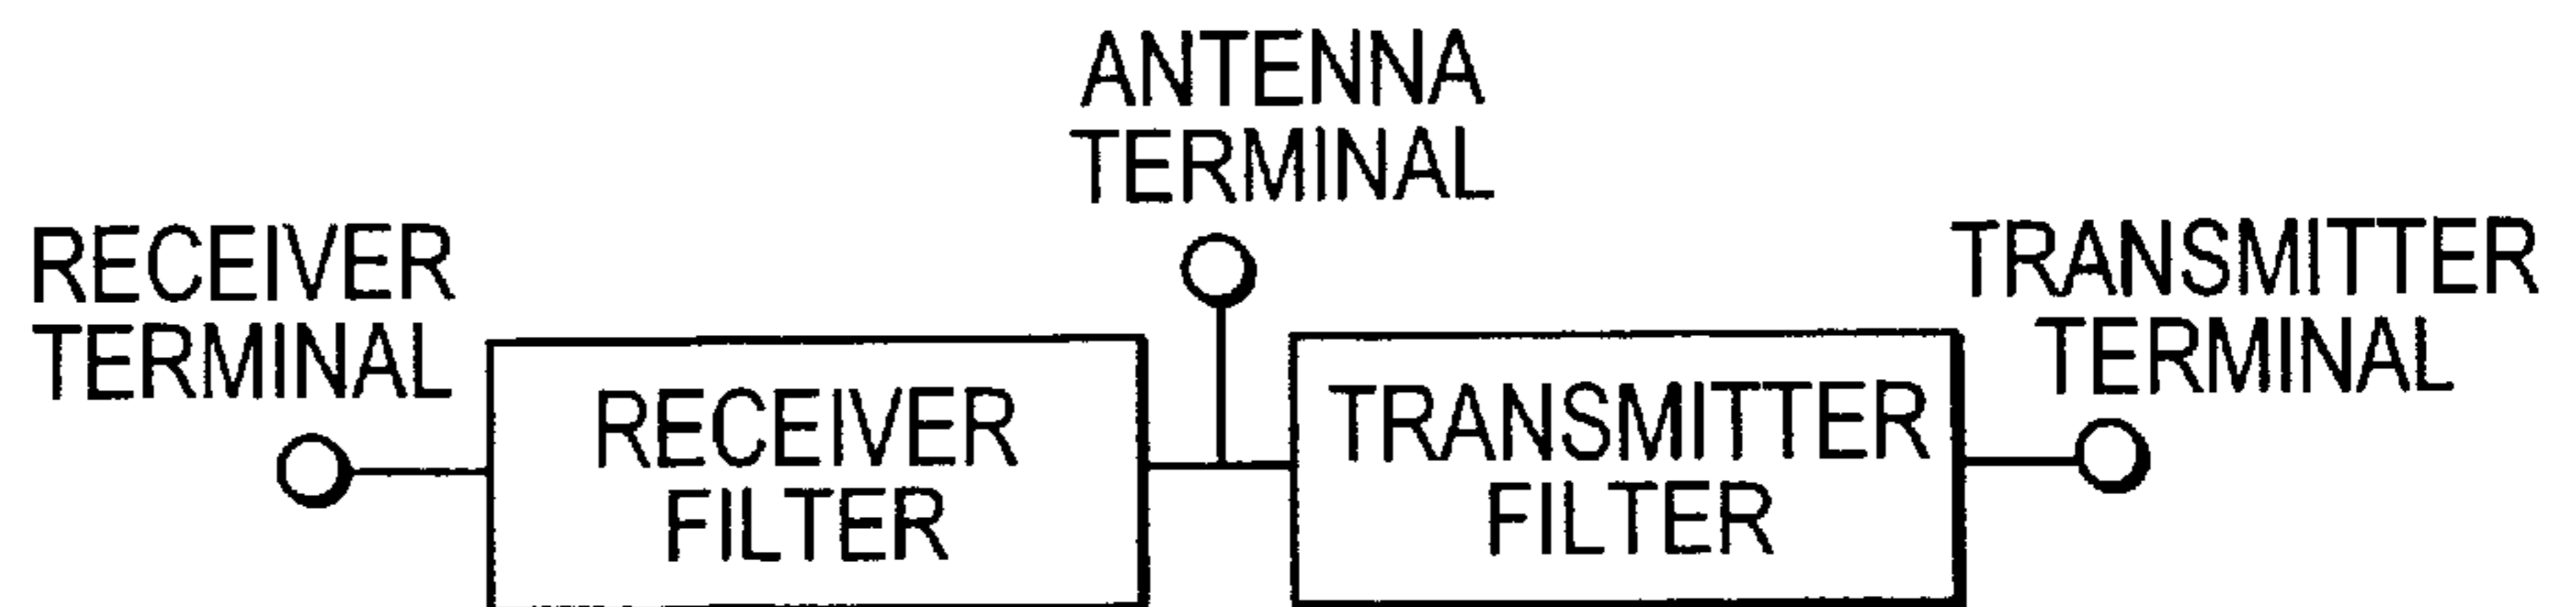 ANTENNA
TERMINAL
RECEIVER
TERMINAL
TRANSMITTER
TERMINAL
RECEIVER
FILTER
TRANSMITTER
FILTER